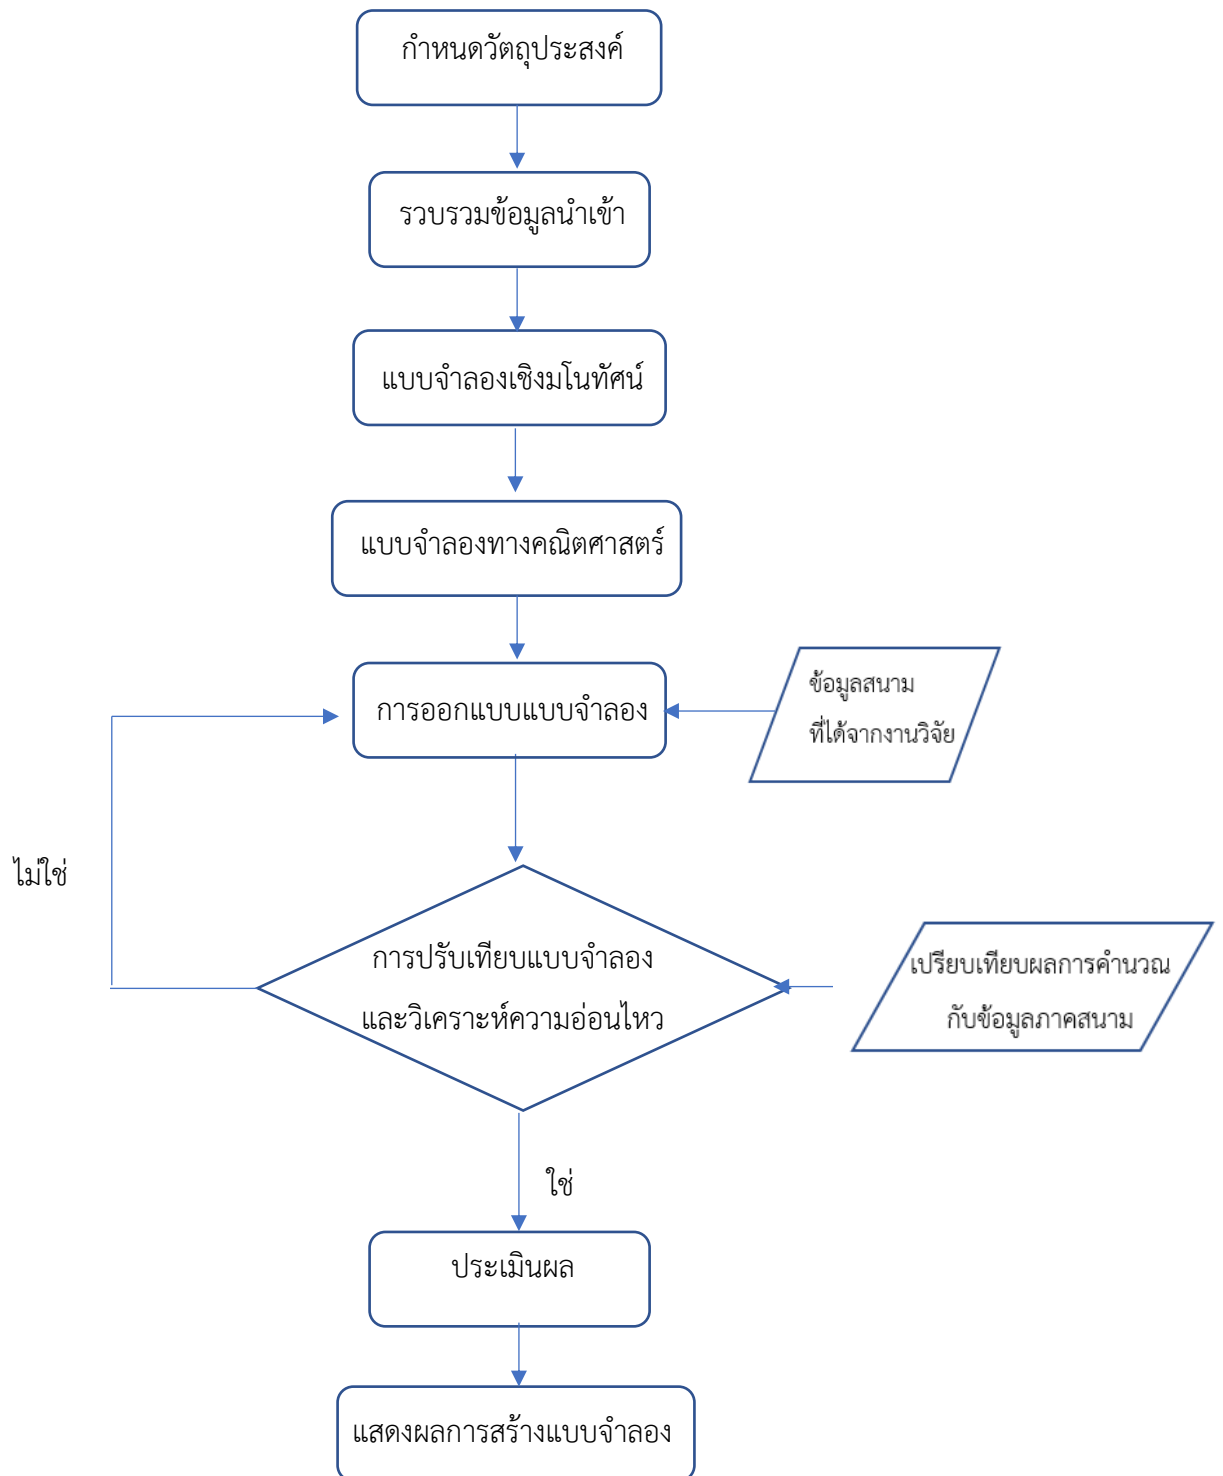 กำหนดวัตถุประสงค์
รวบรวมข้อมูลนำเข้า
แบบจำลองเชิงมโนทัศน์
แบบจำลองทางคณิตศาสตร์
การออกแบบแบบจำลอง
ข้อมูลสนาม
ที่ได้จากงานวิจัย
ไม่ใช่
การปรับเทียบแบบจำลอง
และวิเคราะห์ความอ่อนไหว
เปรียบเทียบผลการคำนวณ
กับข้อมูลภาคสนาม
ใช่
ประเมินผล
แสดงผลการสร้างแบบจำลอง